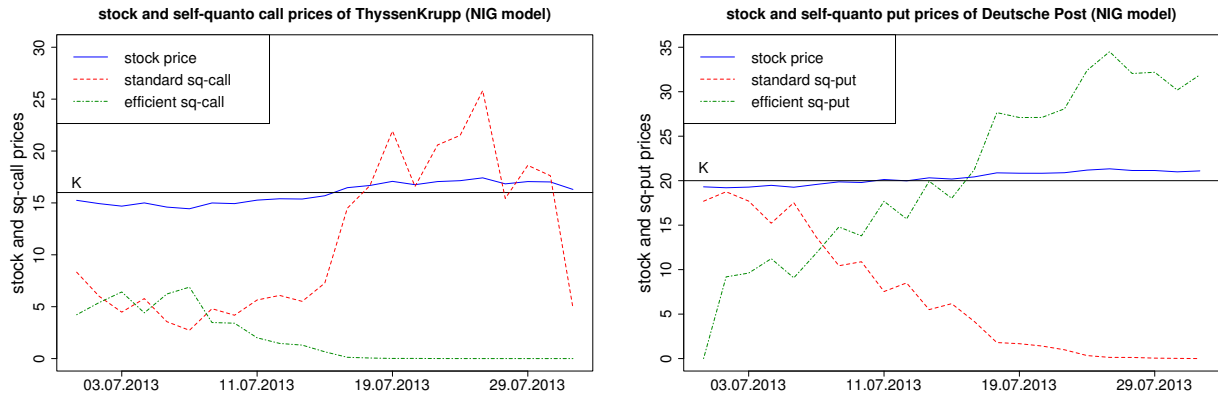 stock and self-quanto call prices of ThyssenKrupp (NIG model)
stock and sq-call prices
30
25
20
15
10
5
0
stock price
standard sq-call
efficient sq-call
K
03.07.2013
11.07.2013
19.07.2013
29.07.2013
stock and self-quanto put prices of Deutsche Post (NIG model)
stock and sq-put prices
35
30
25
20
15
10
5
0
stock price
standard sq-put
efficient sq-put
K
03.07.2013
11.07.2013
19.07.2013
29.07.2013